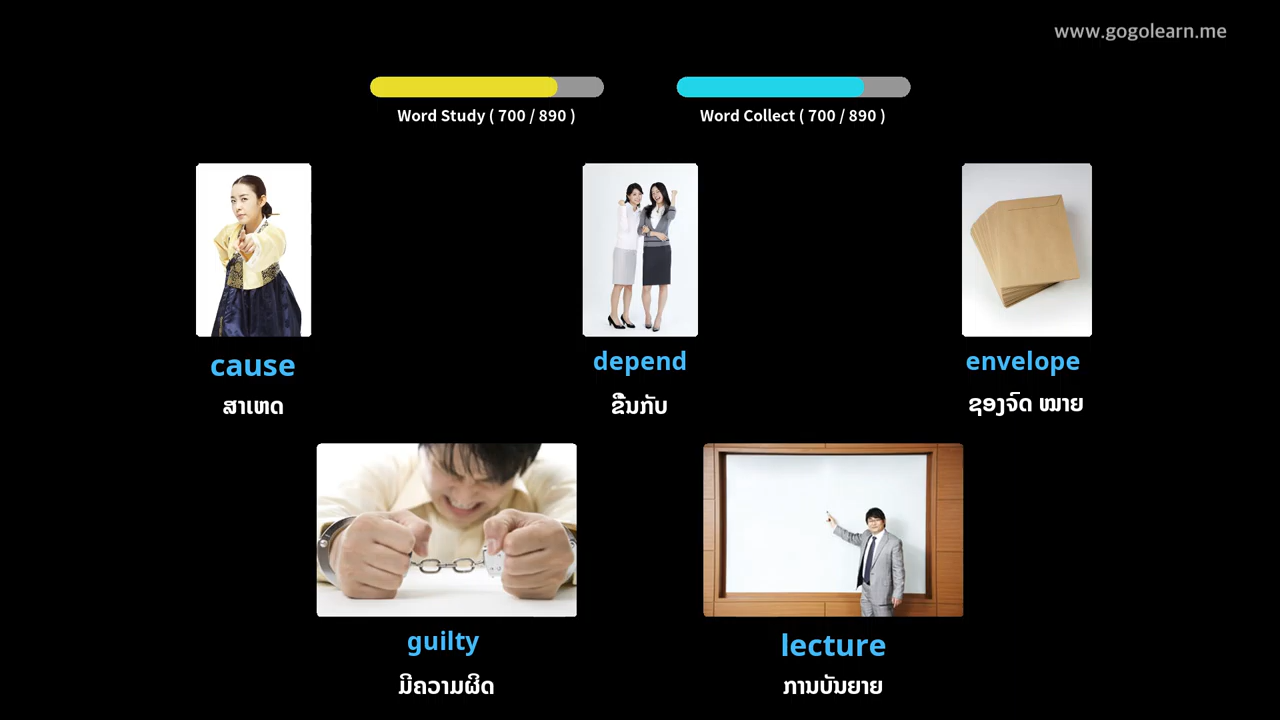 www.gogolearn.me
Word Study ( 700 / 890 )
Word Collect ( 700 / 890 )
cause
ສາເຫດ
depend
ຂື້ນກັບ
envelope
ຊອງຈົດ ໝາຍ
guilty
ມີຄວາມຜິດ
lecture
ການບັນຍາຍ